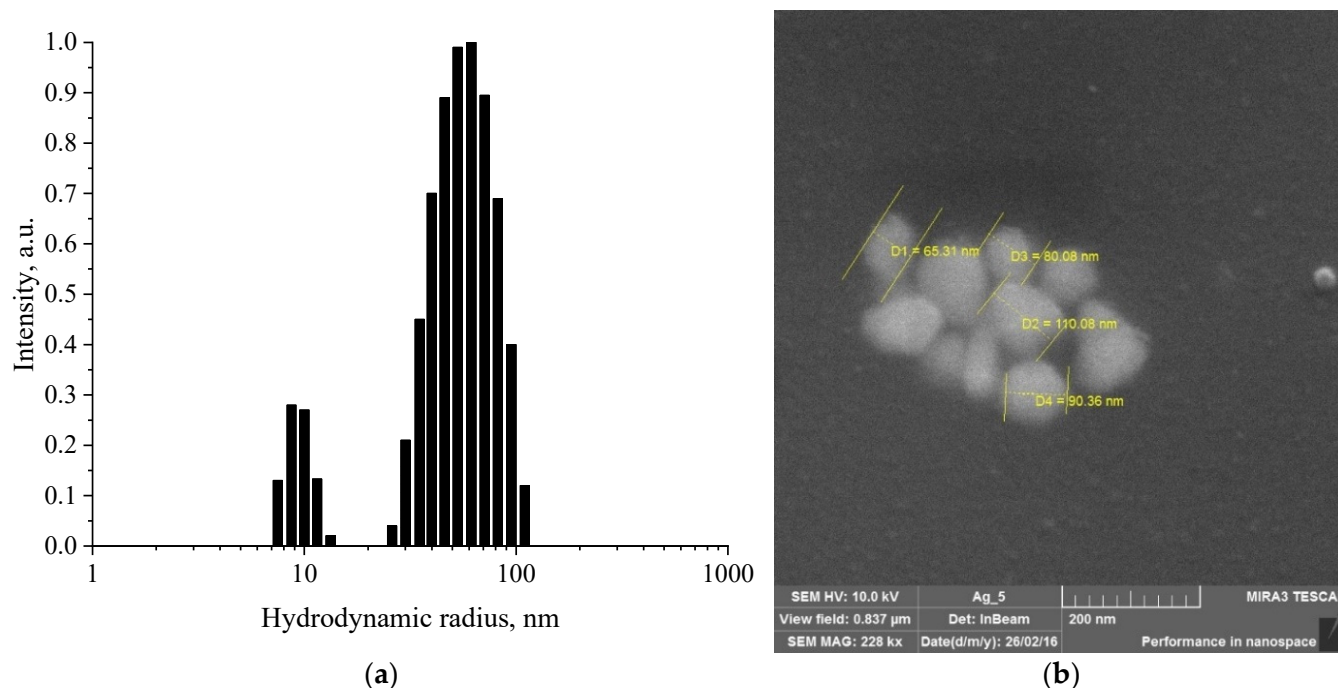 1.0
0.9
0.8
0.7
0.6
0.5
0.4
0.3
0.2
0.1
0.0
Intensity, a.u.
1
10
100
1000
Hydrodynamic radius, nm
(a)
D1 = 65.31 nm
D3 = 80.08 nm
D2 = 110.08 nm
D4 = 90.36 nm
SEM HV: 10.0 kV
Ag_5
MIRA3 TESCA
View field: 0.837 µm
Det: InBeam
200 nm
SEM MAG: 228 kx
Date(d/m/y): 26/02/16
Performance in nanospace
(b)